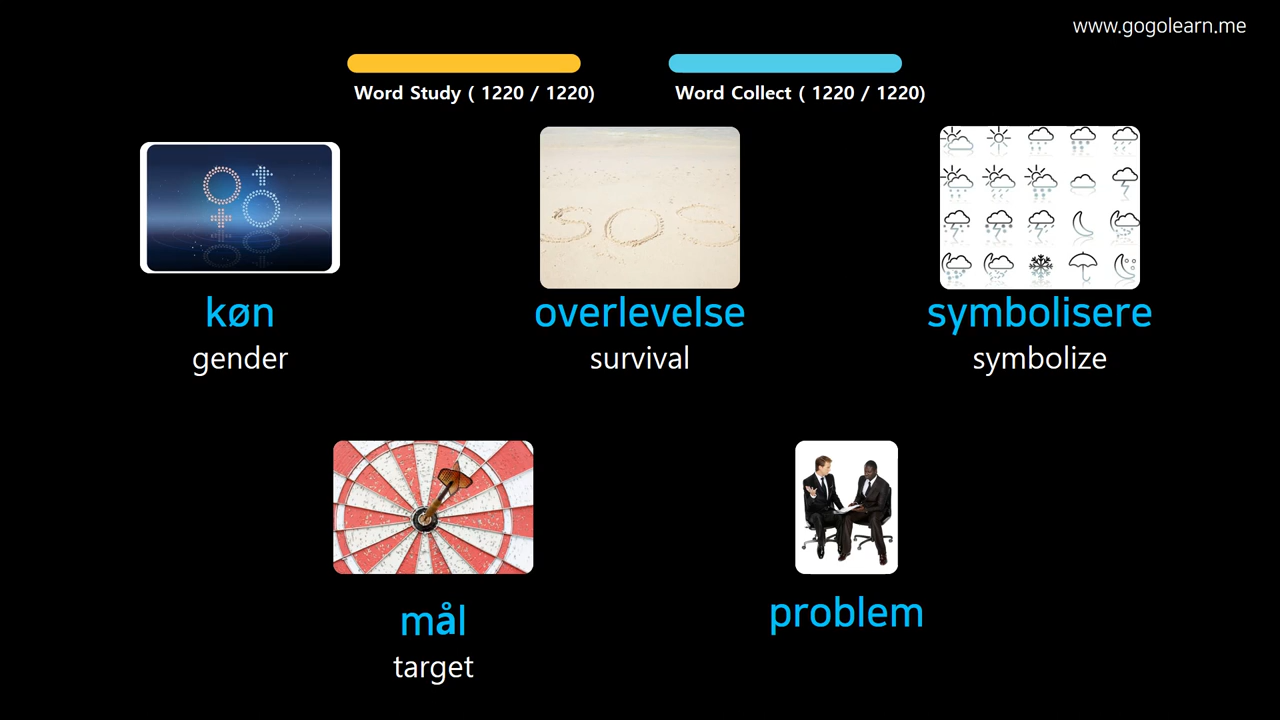 www.gogolearn.me
Word Study ( 1220 / 1220)
Word Collect ( 1220 / 1220)
SOS
køn
gender
overlevelse
survival
symbolisere
symbolize
mål
target
problem